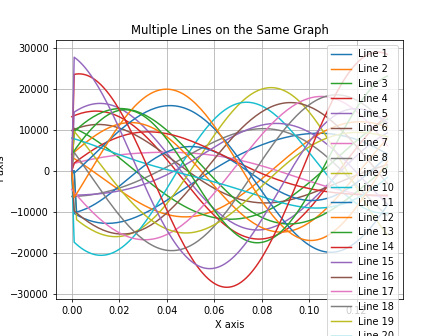 Multiple Lines on the Same Graph
30000
20000
10000
0
−10000
−20000
−30000
0.00
0.02
0.04
0.06
0.08
0.10
X axis
Line 1
Line 2
Line 3
Line 4
Line 5
Line 6
Line 7
Line 8
Line 9
Line 10
Line 11
Line 12
Line 13
Line 14
Line 15
Line 16
Line 17
Line 18
Line 19
Line 20